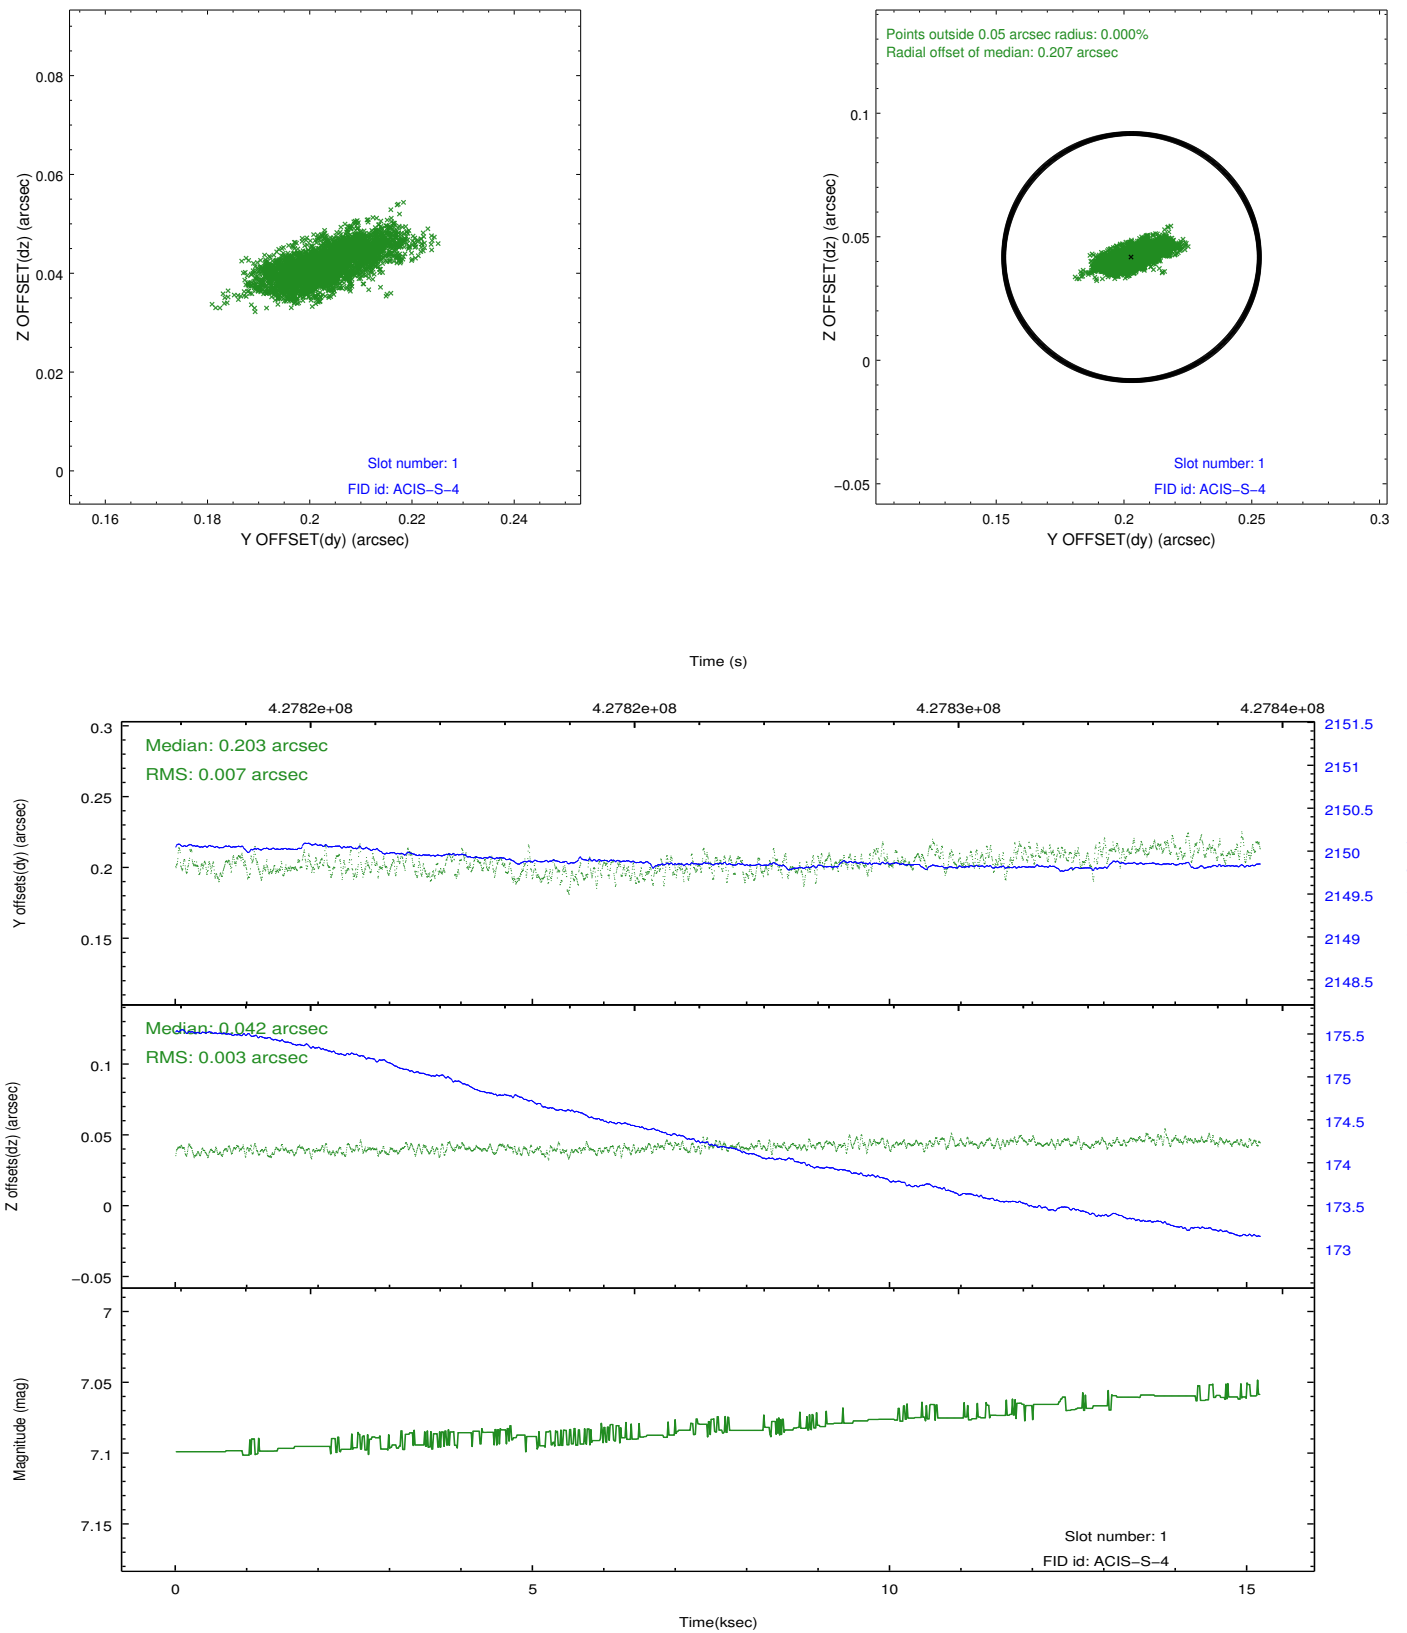 0.08
0.06
0.04
0.02
0
Z OFFSET(dz) (arcsec)
Slot number: 1
FID id: ACIS−S−4
0.16 0.18 0.2 0.22 0.24
Y OFFSET(dy) (arcsec)
Points outside 0.05 arcsec radius: 0.000%
Radial offset of median: 0.207 arcsec
0.1
0.05
0
−0.05
Z OFFSET(dz) (arcsec)
Slot number: 1
FID id: ACIS−S−4
0.15 0.2 0.25 0.3
Y OFFSET(dy) (arcsec)
Time (s)
4.2782e+08 4.2782e+08 4.2783e+08 4.2784e+08
Median: 0.203 arcsec
RMS: 0.007 arcsec
0.3
0.25
0.2
0.15
Y offsets(dy) (arcsec)
2151.5
2151
2150.5
2150
2149.5
2149
2148.5
Median: 0.042 arcsec
RMS: 0.003 arcsec
0.1
0.05
0
−0.05
Z offsets(dz) (arcsec)
175.5
175
174.5
174
173.5
173
7
7.05
7.1
7.15
Magnitude (mag)
Slot number: 1
FID id: ACIS−S−4
0 5 10 15
Time(ksec)